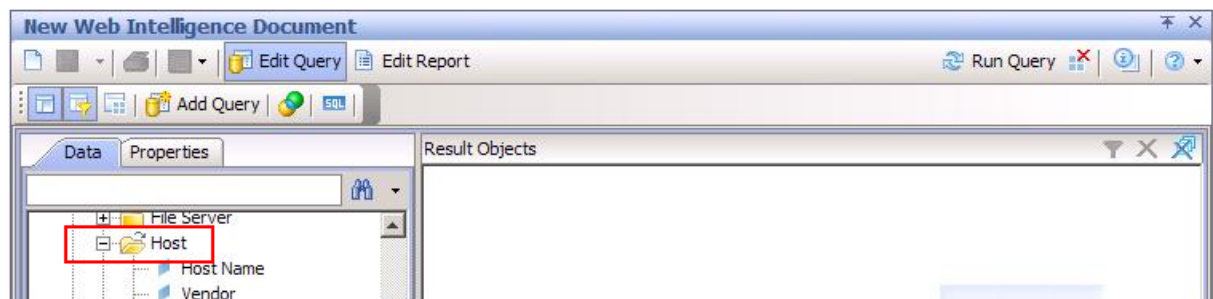 New Web Intelligence Document
Edit Query Edit Report Run Query
Add Query SQL
Data Properties Result Objects
File Server
Host
Host Name
Vendor